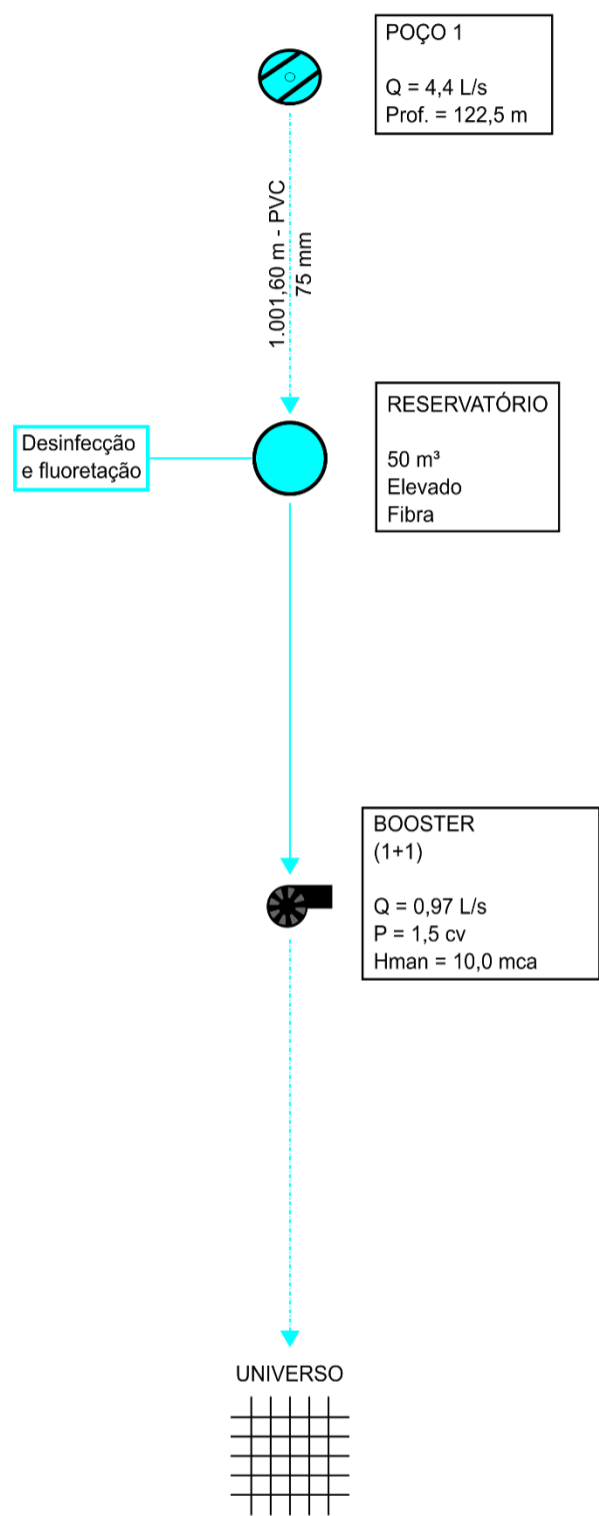 POÇO 1
Q = 4,4 L/s
Prof. = 122,5 m
1.001,60 m - PVC
75 mm
RESERVATÓRIO
50 m³
Elevado
Fibra
Desinfecção
e fluoretação
BOOSTER
(1+1)
Q = 0,97 L/s
P = 1,5 cv
Hman = 10,0 mca
UNIVERSO